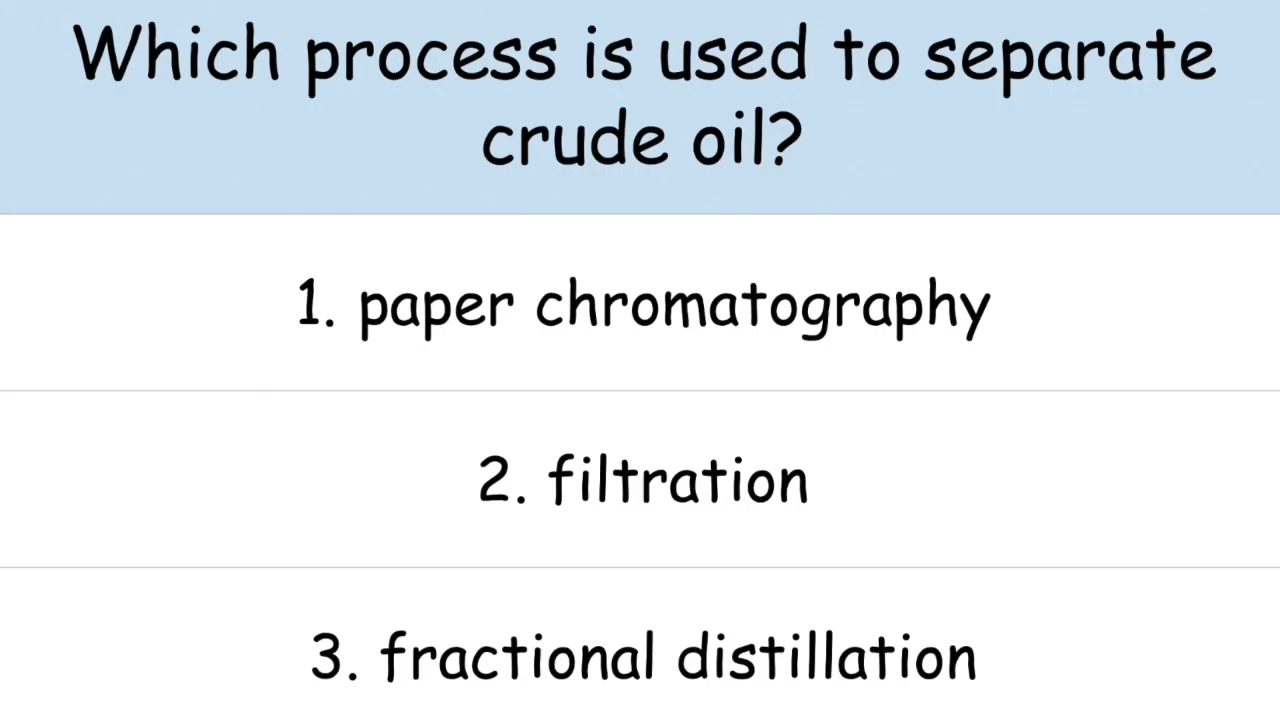 Which process is used to separate
crude oil?
1. paper chromatography
2. filtration
3. fractional distillation